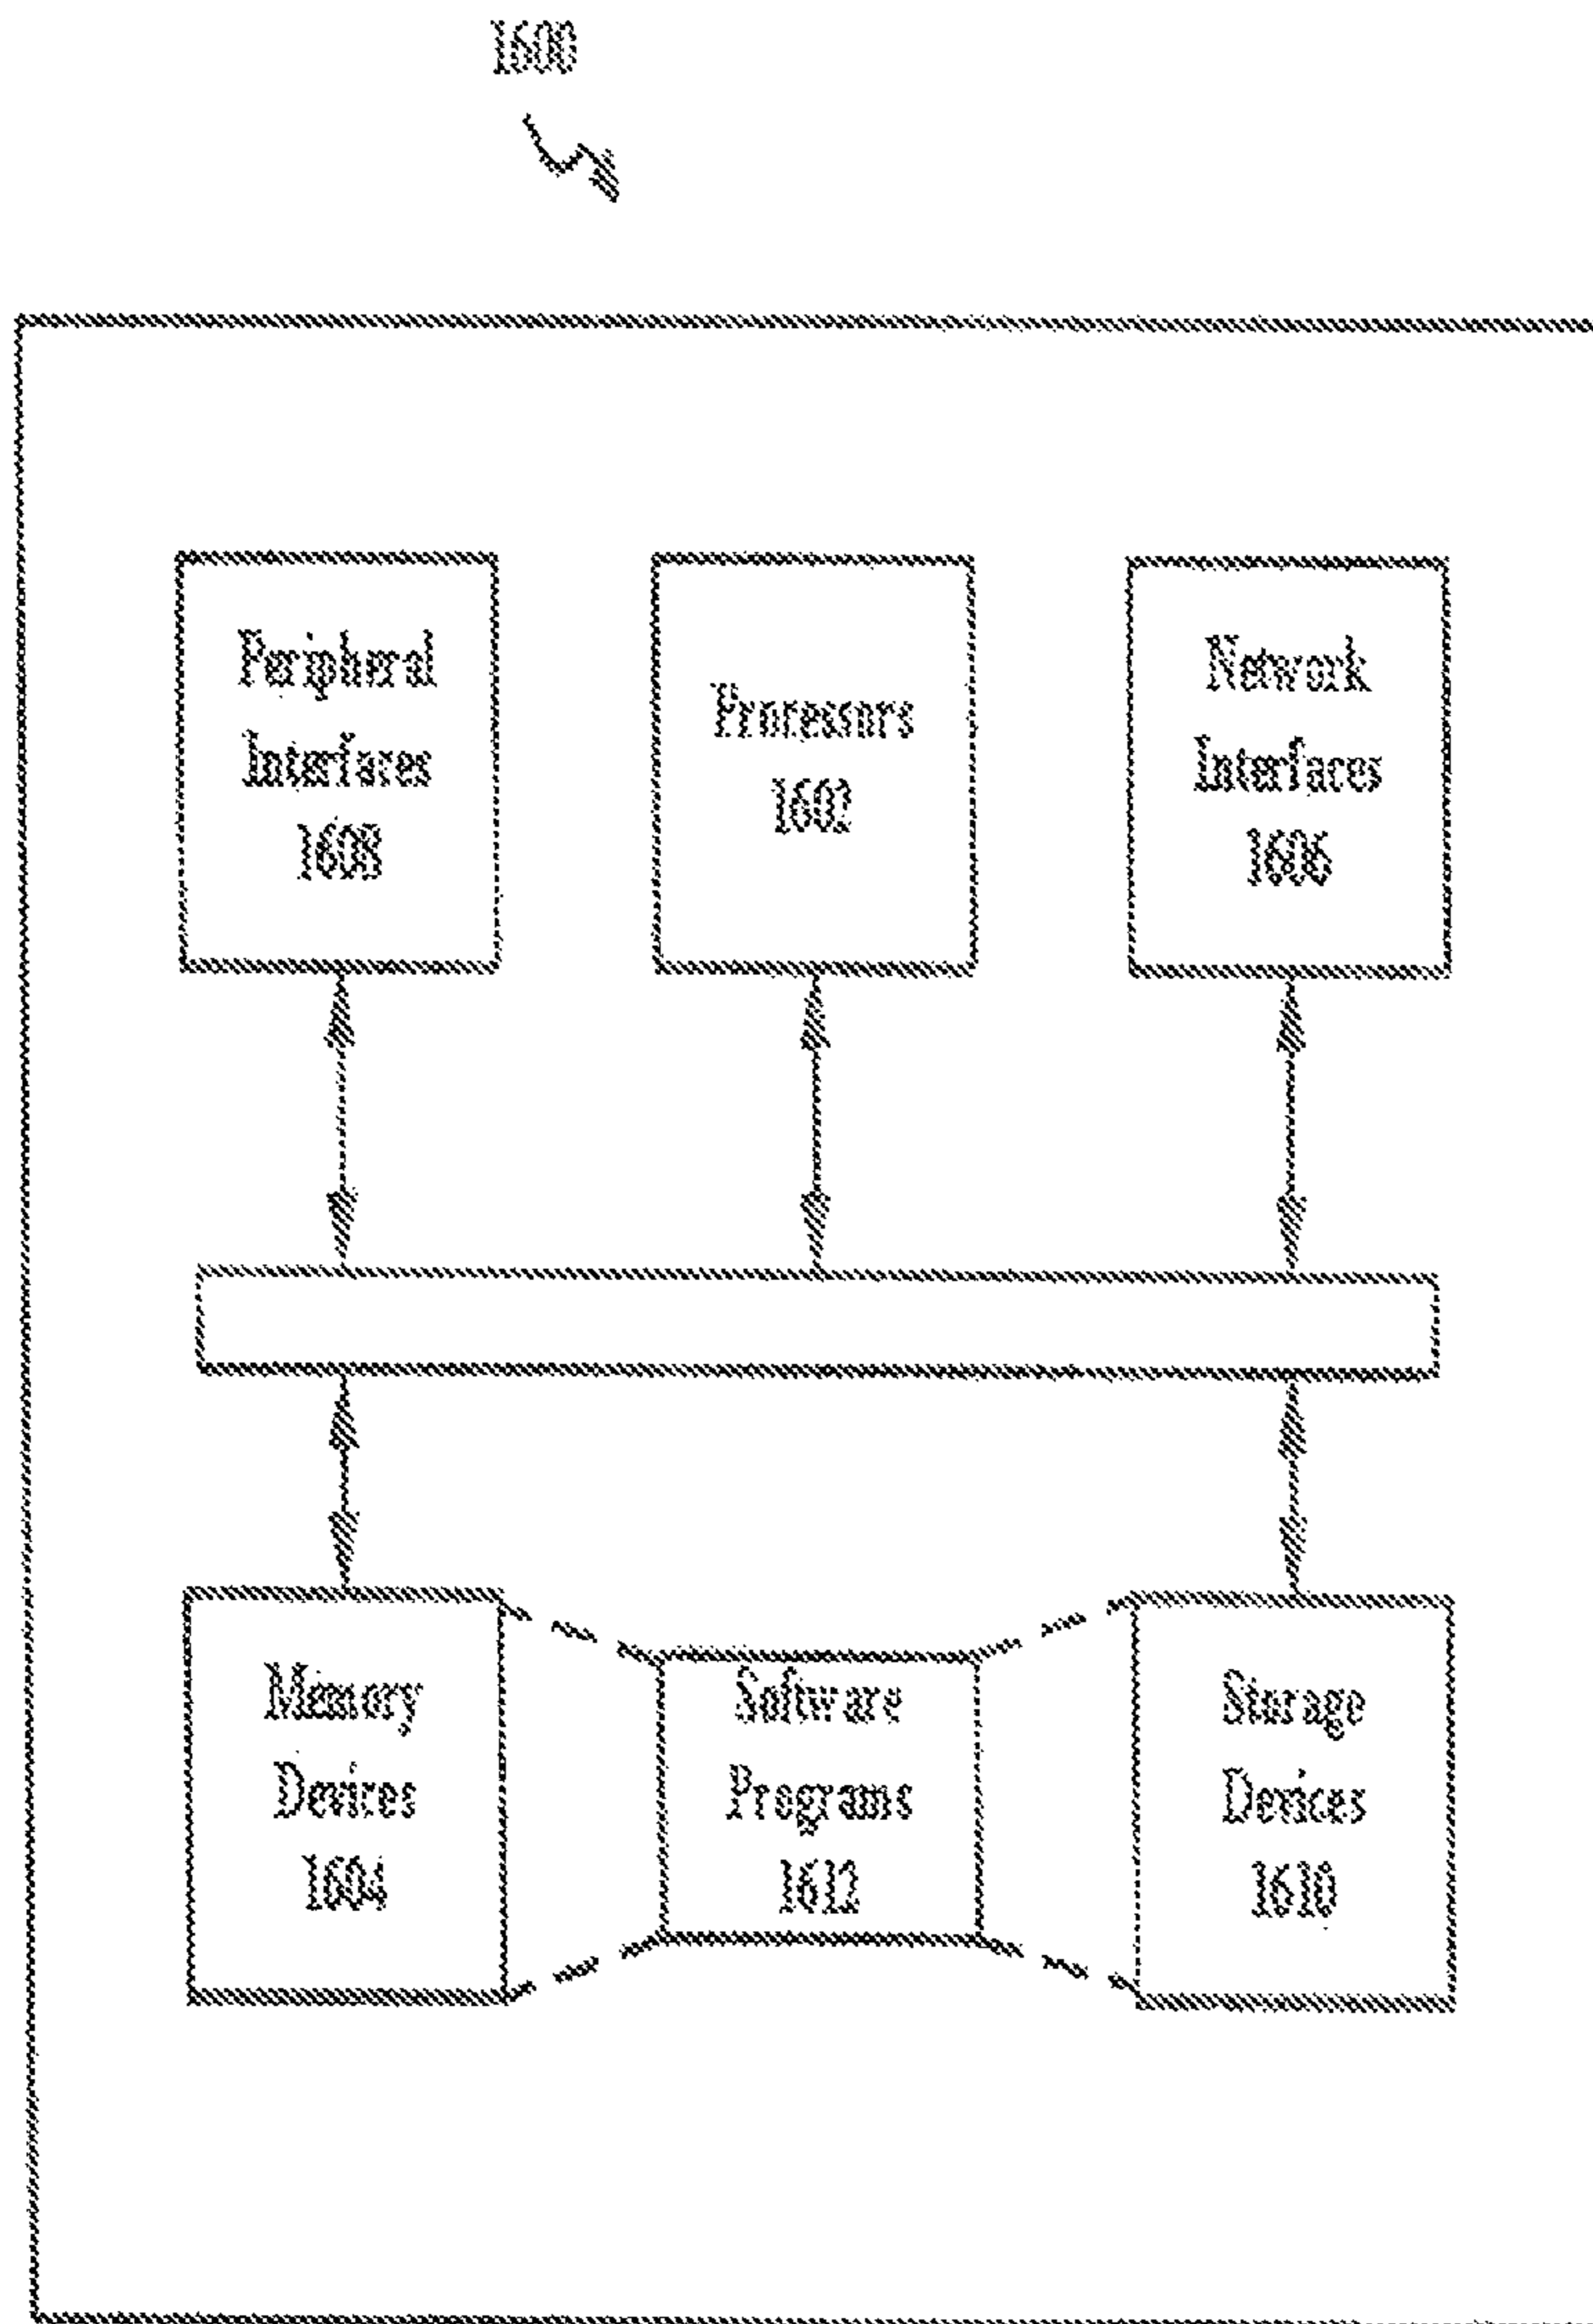 1600
Peripheral
Interfaces
1608
Processors
1602
Network
Interfaces
1606
Memory
Devices
1604
Software
Programs
1612
Storage
Devices
1610